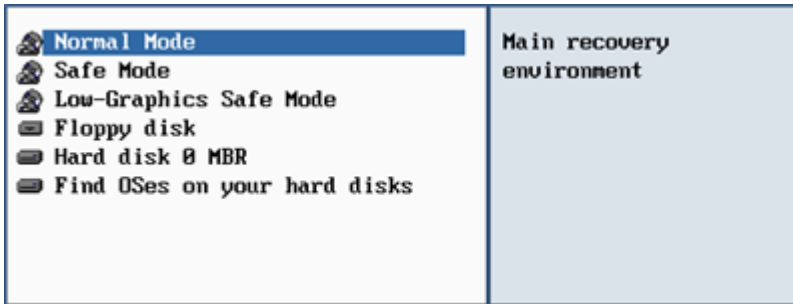 Normal Mode
Safe Mode
Low-Graphics Safe Mode
Floppy disk
Hard disk 0 MBR
Find OSes on your hard disks
Main recovery
environment